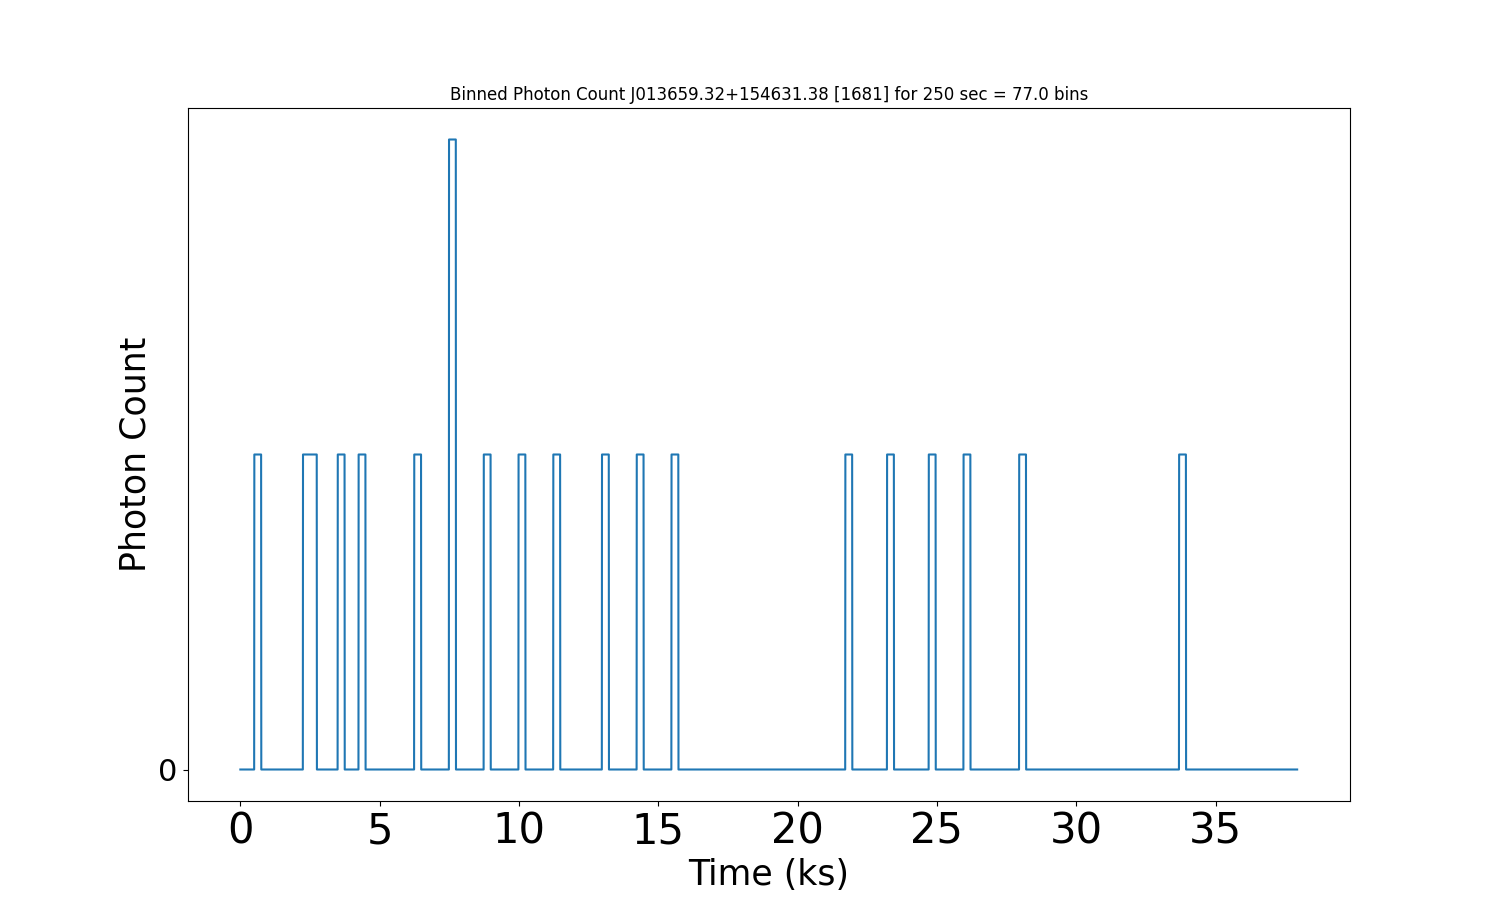 Binned Photon Count J013659.32+154631.38 [1681] for 250 sec = 77.0 bins
Photon Count
0
0 5 10 15 20 25 30 35
Time (ks)